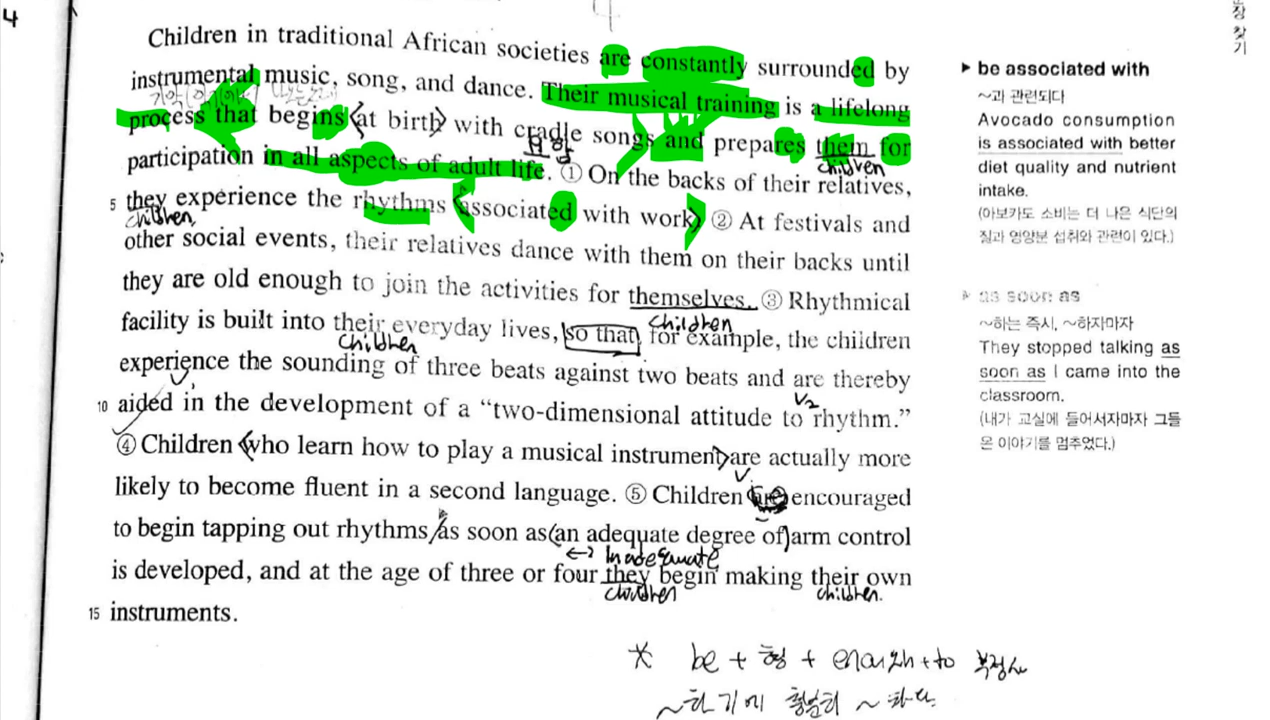 4
장 찾기
Children in traditional African societies are constantly surrounded by
instrumental music, song, and dance. Their musical training is a lifelong
process that begins at birth with cradle songs and prepares them for
요람
children
participation in all aspects of adult life. ① On the backs of their relatives,
5 they experience the rhythms associated with work. ② At festivals and
children
other social events, their relatives dance with them on their backs until
they are old enough to join the activities for themselves. ③ Rhythmical
children
facility is built into their everyday lives, so that, for example, the children
children
experience the sounding of three beats against two beats and are thereby
V2
10 aided in the development of a “two-dimensional attitude to rhythm.”
④ Children who learn how to play a musical instrument are actually more
V
likely to become fluent in a second language. ⑤ Children are encouraged
to begin tapping out rhythms as soon as an adequate degree of arm control
↔ inadequate
is developed, and at the age of three or four they begin making their own
children
children
15 instruments.
▶ be associated with
~과 관련되다
Avocado consumption
is associated with better
diet quality and nutrient
intake.
(아보카도 소비는 더 나은 식단의
질과 영양분 섭취와 관련이 있다.)
▶ as soon as
~하는 즉시, ~하자마자
They stopped talking as
soon as I came into the
classroom.
(내가 교실에 들어서자마자 그들
은 이야기를 멈추었다.)
* be + 형 + enough + to 부정사
~하기에 충분히 ~하다